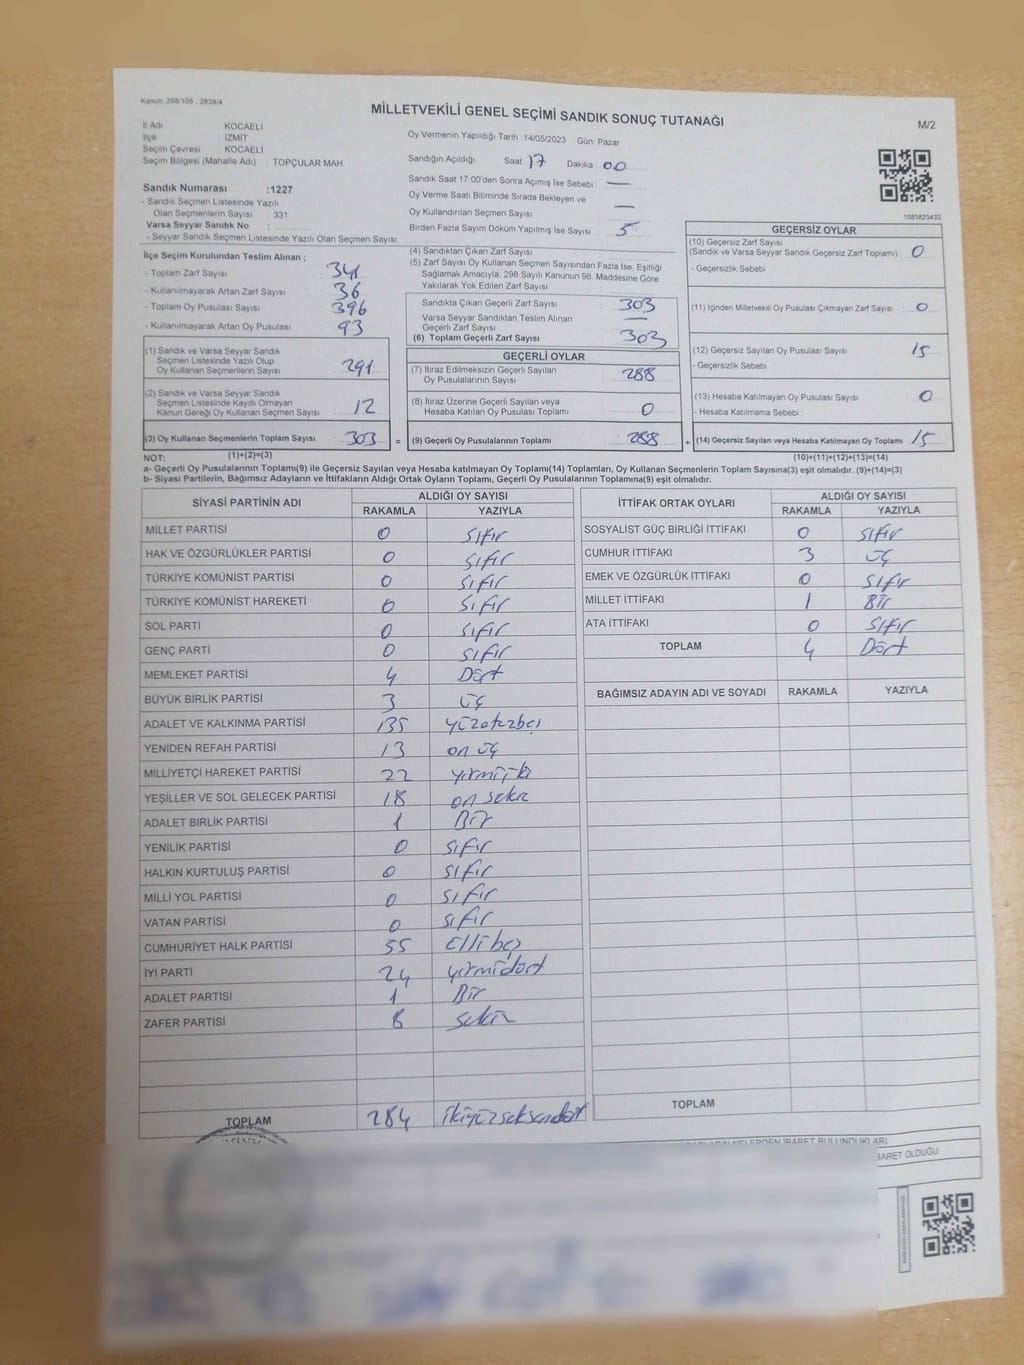 Kanun: 298/105 , 2839/4
MİLLETVEKİLİ GENEL SEÇİMİ SANDIK SONUÇ TUTANAĞI
M/2
İl Adı KOCAELİ
İlçe İZMİT
Seçim Çevresi KOCAELİ
Seçim Bölgesi (Mahalle Adı) : TOPÇULAR MAH.
Sandık Numarası :1227
- Sandık Seçmen Listesinde Yazılı
Olan Seçmenlerin Sayısı : 331
Varsa Seyyar Sandık No :
- Seyyar Sandık Seçmen Listesinde Yazılı Olan Seçmen Sayısı
Oy Vermenin Yapıldığı Tarih 14/05/2023 Gün: Pazar
Sandığın Açıldığı Saat 17 Dakika : 00
Sandık Saat 17:00'den Sonra Açılmış İse Sebebi : —
Oy Verme Saati Bitiminde Sırada Bekleyen ve
Oy Kullandırılan Seçmen Sayısı —
Birden Fazla Sayım Döküm Yapılmış İse Sayısı 5
1083823433
İlçe Seçim Kurulundan Teslim Alınan ;
- Toplam Zarf Sayısı
- Kullanılmayarak Artan Zarf Sayısı 36
- Toplam Oy Pusulası Sayısı 396
- Kullanılmayarak Artan Oy Pusulası 93
(1) Sandık ve Varsa Seyyar Sandık
Seçmen Listesinde Yazılı Olup
Oy Kullanan Seçmenlerin Sayısı 291
(2) Sandık ve Varsa Seyyar Sandık
Seçmen Listesinde Kayıtlı Olmayan
Kanun Gereği Oy Kullanan Seçmen Sayısı 12
(3) Oy Kullanan Seçmenlerin Toplam Sayısı 303
(4) Sandıktan Çıkan Zarf Sayısı
(5) Zarf Sayısı Oy Kullanan Seçmen Sayısından Fazla İse, Eşitliği
Sağlamak Amacıyla, 298 Sayılı Kanunun 98. Maddesine Göre
Yakılarak Yok Edilen Zarf Sayısı
Sandıkta Çıkan Geçerli Zarf Sayısı 303
Varsa Seyyar Sandıktan Teslim Alınan
Geçerli Zarf Sayısı —
(6) Toplam Geçerli Zarf Sayısı 303
GEÇERLİ OYLAR
(7) İtiraz Edilmeksizin Geçerli Sayılan
Oy Pusulalarının Sayısı 288
(8) İtiraz Üzerine Geçerli Sayılan veya
Hesaba Katılan Oy Pusulası Toplamı 0
= (9) Geçerli Oy Pusulalarının Toplamı 288
GEÇERSİZ OYLAR
(10) Geçersiz Zarf Sayısı
(Sandık ve Varsa Seyyar Sandık Geçersiz Zarf Toplamı) 0
- Geçersizlik Sebebi
(11) İçinden Milletvekili Oy Pusulası Çıkmayan Zarf Sayısı 0
(12) Geçersiz Sayılan Oy Pusulası Sayısı 15
- Geçersizlik Sebebi
(13) Hesaba Katılmayan Oy Pusulası Sayısı 0
- Hesaba Katılmama Sebebi :
+ (14) Geçersiz Sayılan veya Hesaba Katılmayan Oy Toplamı 15
NOT: (1)+(2)=(3) (10)+(11)+(12)+(13)=(14)
a- Geçerli Oy Pusulalarının Toplamı(9) ile Geçersiz Sayılan veya Hesaba katılmayan Oy Toplamı(14) Toplamları, Oy Kullanan Seçmenlerin Toplam Sayısına(3) eşit olmalıdır. (9)+(14)=(3)
b- Siyasi Partilerin, Bağımsız Adayların ve İttifakların Aldığı Ortak Oyların Toplamı, Geçerli Oy Pusulalarının Toplamına(9) eşit olmalıdır.
SİYASİ PARTİNİN ADI ALDIĞI OY SAYISI
RAKAMLA YAZIYLA
MİLLET PARTİSİ 0 sıfır
HAK VE ÖZGÜRLÜKLER PARTİSİ 0 sıfır
TÜRKİYE KOMÜNİST PARTİSİ 0 sıfır
TÜRKİYE KOMÜNİST HAREKETİ 0 sıfır
SOL PARTİ 0 sıfır
GENÇ PARTİ 0 sıfır
MEMLEKET PARTİSİ 4 Dört
BÜYÜK BİRLİK PARTİSİ 3 üç
ADALET VE KALKINMA PARTİSİ 135 yüzotuzbeş
YENİDEN REFAH PARTİSİ 13 on üç
MİLLİYETÇİ HAREKET PARTİSİ 22 yirmiiki
YEŞİLLER VE SOL GELECEK PARTİSİ 18 on sekiz
ADALET BİRLİK PARTİSİ 1 Bir
YENİLİK PARTİSİ 0 sıfır
HALKIN KURTULUŞ PARTİSİ 0 sıfır
MİLLİ YOL PARTİSİ 0 sıfır
VATAN PARTİSİ 0 sıfır
CUMHURİYET HALK PARTİSİ 55 Ellibeş
İYİ PARTİ 24 yirmidört
ADALET PARTİSİ 1 Bir
ZAFER PARTİSİ 8 sekiz
TOPLAM 284 ikiyüzseksendört
İTTİFAK ORTAK OYLARI ALDIĞI OY SAYISI
RAKAMLA YAZIYLA
SOSYALİST GÜÇ BİRLİĞİ İTTİFAKI 0 sıfır
CUMHUR İTTİFAKI 3 üç
EMEK VE ÖZGÜRLÜK İTTİFAKI 0 sıfır
MİLLET İTTİFAKI 1 Bir
ATA İTTİFAKI 0 sıfır
TOPLAM 4 Dört
BAĞIMSIZ ADAYIN ADI VE SOYADI RAKAMLA YAZIYLA
TOPLAM
NELERDEN İBARET BULUNDUKLARI
BARET OLDUĞU